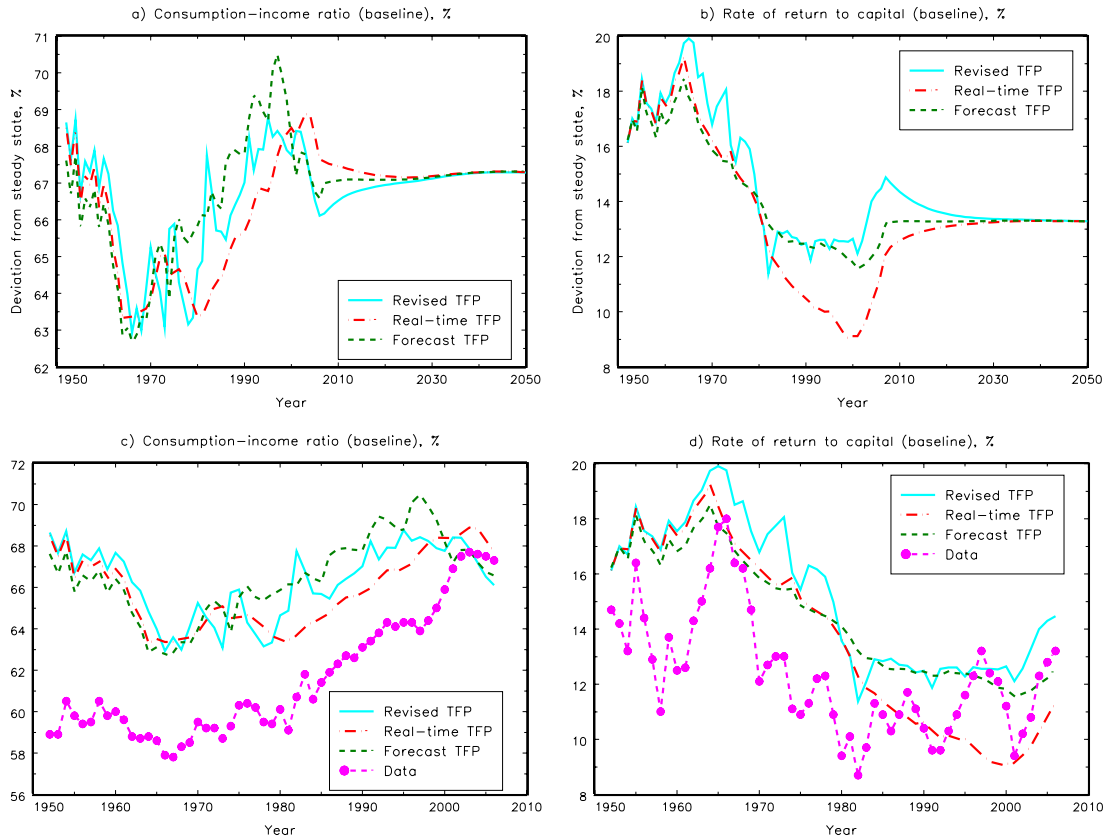 a) Consumption-income ratio (baseline), %
Deviation from steady state, %
71
70
69
68
67
66
65
64
63
62
1950
1970
1990
2010
2030
2050
Year
Revised TFP
Real-time TFP
Forecast TFP
b) Rate of return to capital (baseline), %
Deviation from steady state, %
20
18
16
14
12
10
8
1950
1970
1990
2010
2030
2050
Year
Revised TFP
Real-time TFP
Forecast TFP
c) Consumption-income ratio (baseline), %
72
70
68
66
64
62
60
58
56
1950
1960
1970
1980
1990
2000
2010
Year
Revised TFP
Real-time TFP
Forecast TFP
Data
d) Rate of return to capital (baseline), %
20
18
16
14
12
10
8
1950
1960
1970
1980
1990
2000
2010
Year
Revised TFP
Real-time TFP
Forecast TFP
Data